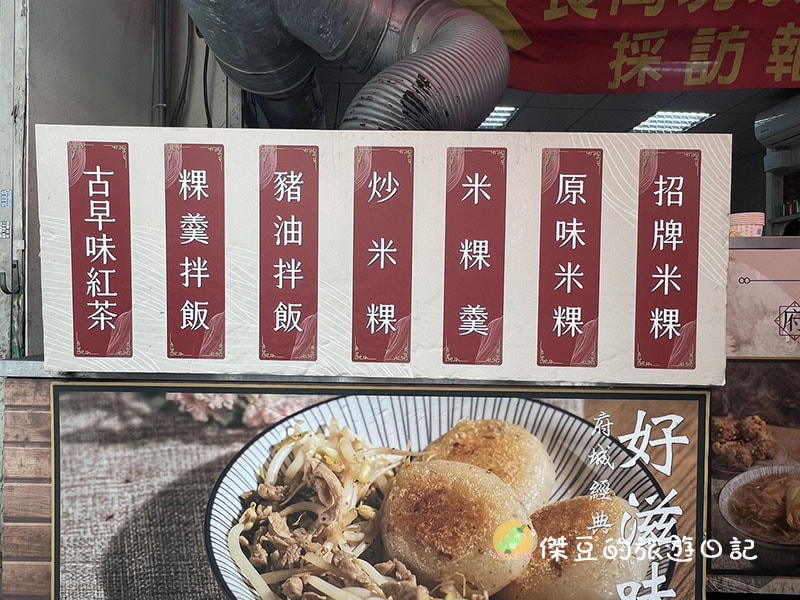 採訪報
招牌米粿
原味米粿
米粿羹
炒米粿
豬油拌飯
粿羹拌飯
古早味紅茶
好滋味
府城經典
府
傑豆的旅遊日記